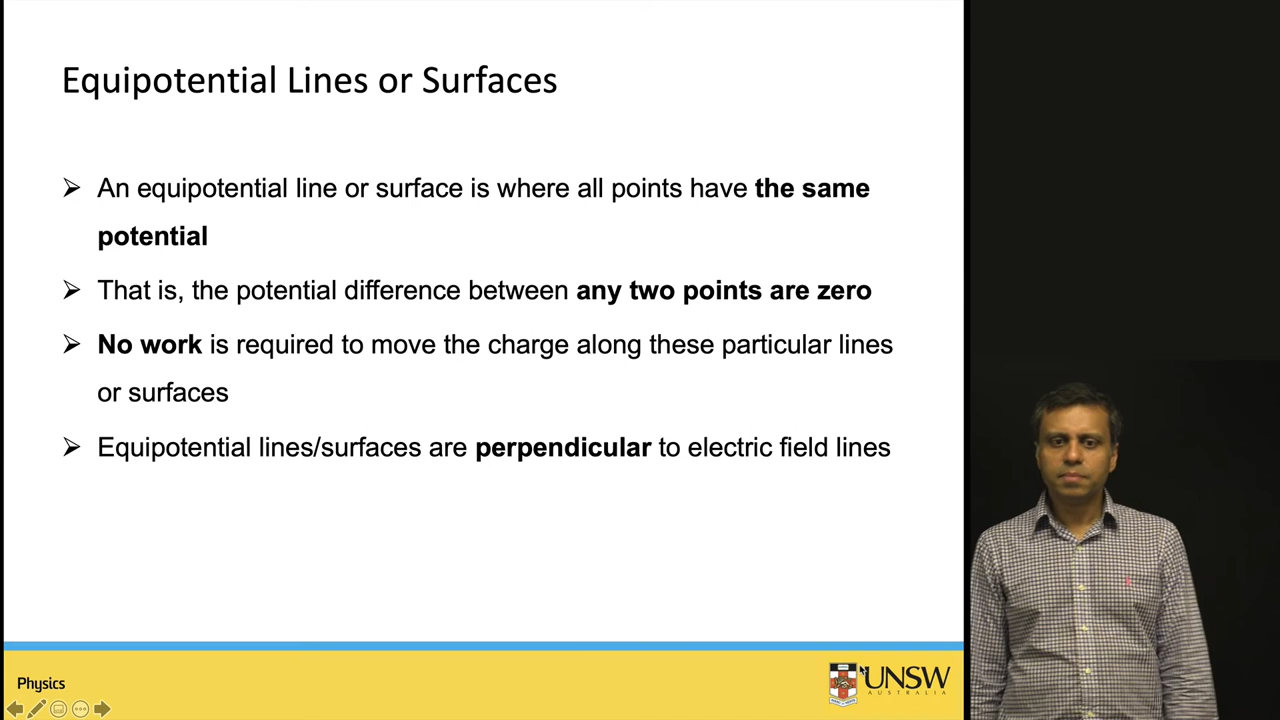 Equipotential Lines or Surfaces
An equipotential line or surface is where all points have the same
potential
That is, the potential difference between any two points are zero
No work is required to move the charge along these particular lines
or surfaces
Equipotential lines/surfaces are perpendicular to electric field lines
Physics
UNSW
AUSTRALIA